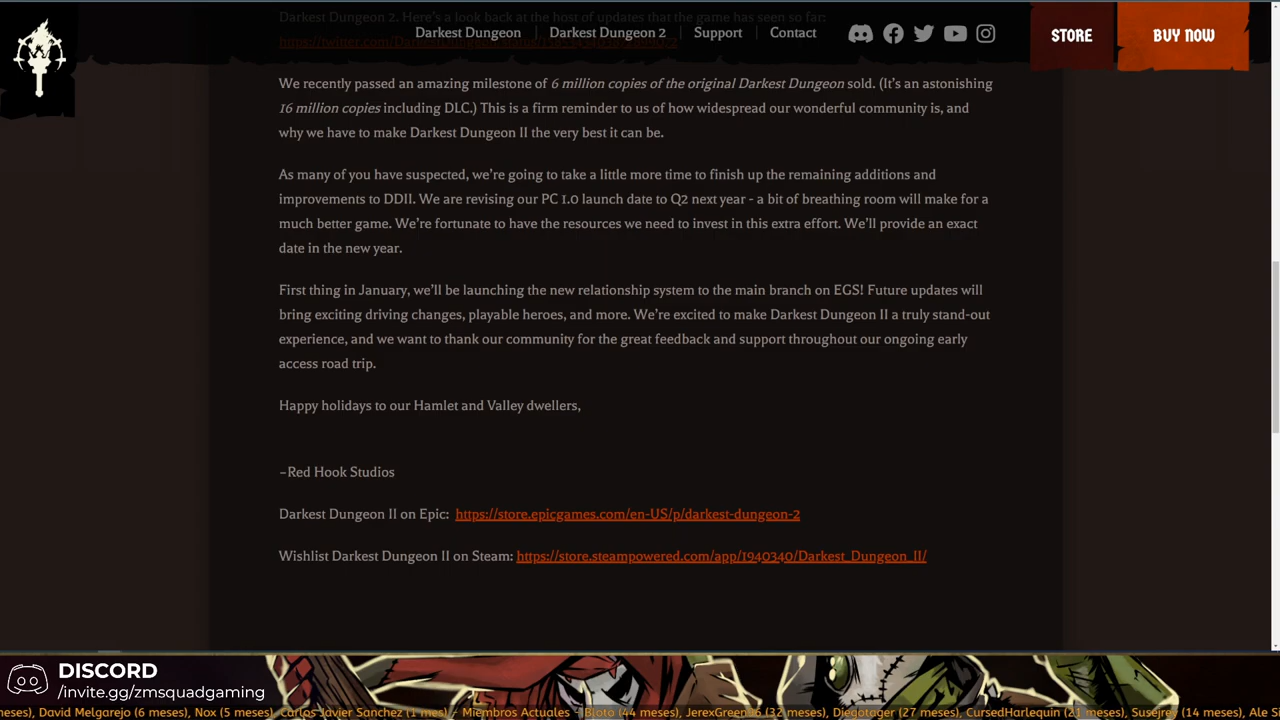 Darkest Dungeon 2. Here's a look back at the host of updates that the game has seen so far:
Darkest Dungeon
Darkest Dungeon 2
Support
Contact
STORE
BUY NOW
We recently passed an amazing milestone of 6 million copies of the original Darkest Dungeon sold. (It’s an astonishing
16 million copies including DLC.) This is a firm reminder to us of how widespread our wonderful community is, and
why we have to make Darkest Dungeon II the very best it can be.
As many of you have suspected, we’re going to take a little more time to finish up the remaining additions and
improvements to DDII. We are revising our PC 1.0 launch date to Q2 next year - a bit of breathing room will make for a
much better game. We’re fortunate to have the resources we need to invest in this extra effort. We’ll provide an exact
date in the new year.
First thing in January, we’ll be launching the new relationship system to the main branch on EGS! Future updates will
bring exciting driving changes, playable heroes, and more. We’re excited to make Darkest Dungeon II a truly stand-out
experience, and we want to thank our community for the great feedback and support throughout our ongoing early
access road trip.
Happy holidays to our Hamlet and Valley dwellers,
–Red Hook Studios
Darkest Dungeon II on Epic: https://store.epicgames.com/en-US/p/darkest-dungeon-2
Wishlist Darkest Dungeon II on Steam: https://store.steampowered.com/app/1940340/Darkest_Dungeon_II/
DISCORD
/invite.gg/zmsquadgaming
meses), David Melgarejo (6 meses), Nox (5 meses), Carlos Javier Sanchez (1 mes) - Miembros Actuales - Bloto (44 meses), JerexGreen06 (32 meses), Diegotager (27 meses), CursedHarlequin (21 meses), Susejrey (14 meses), Ale S